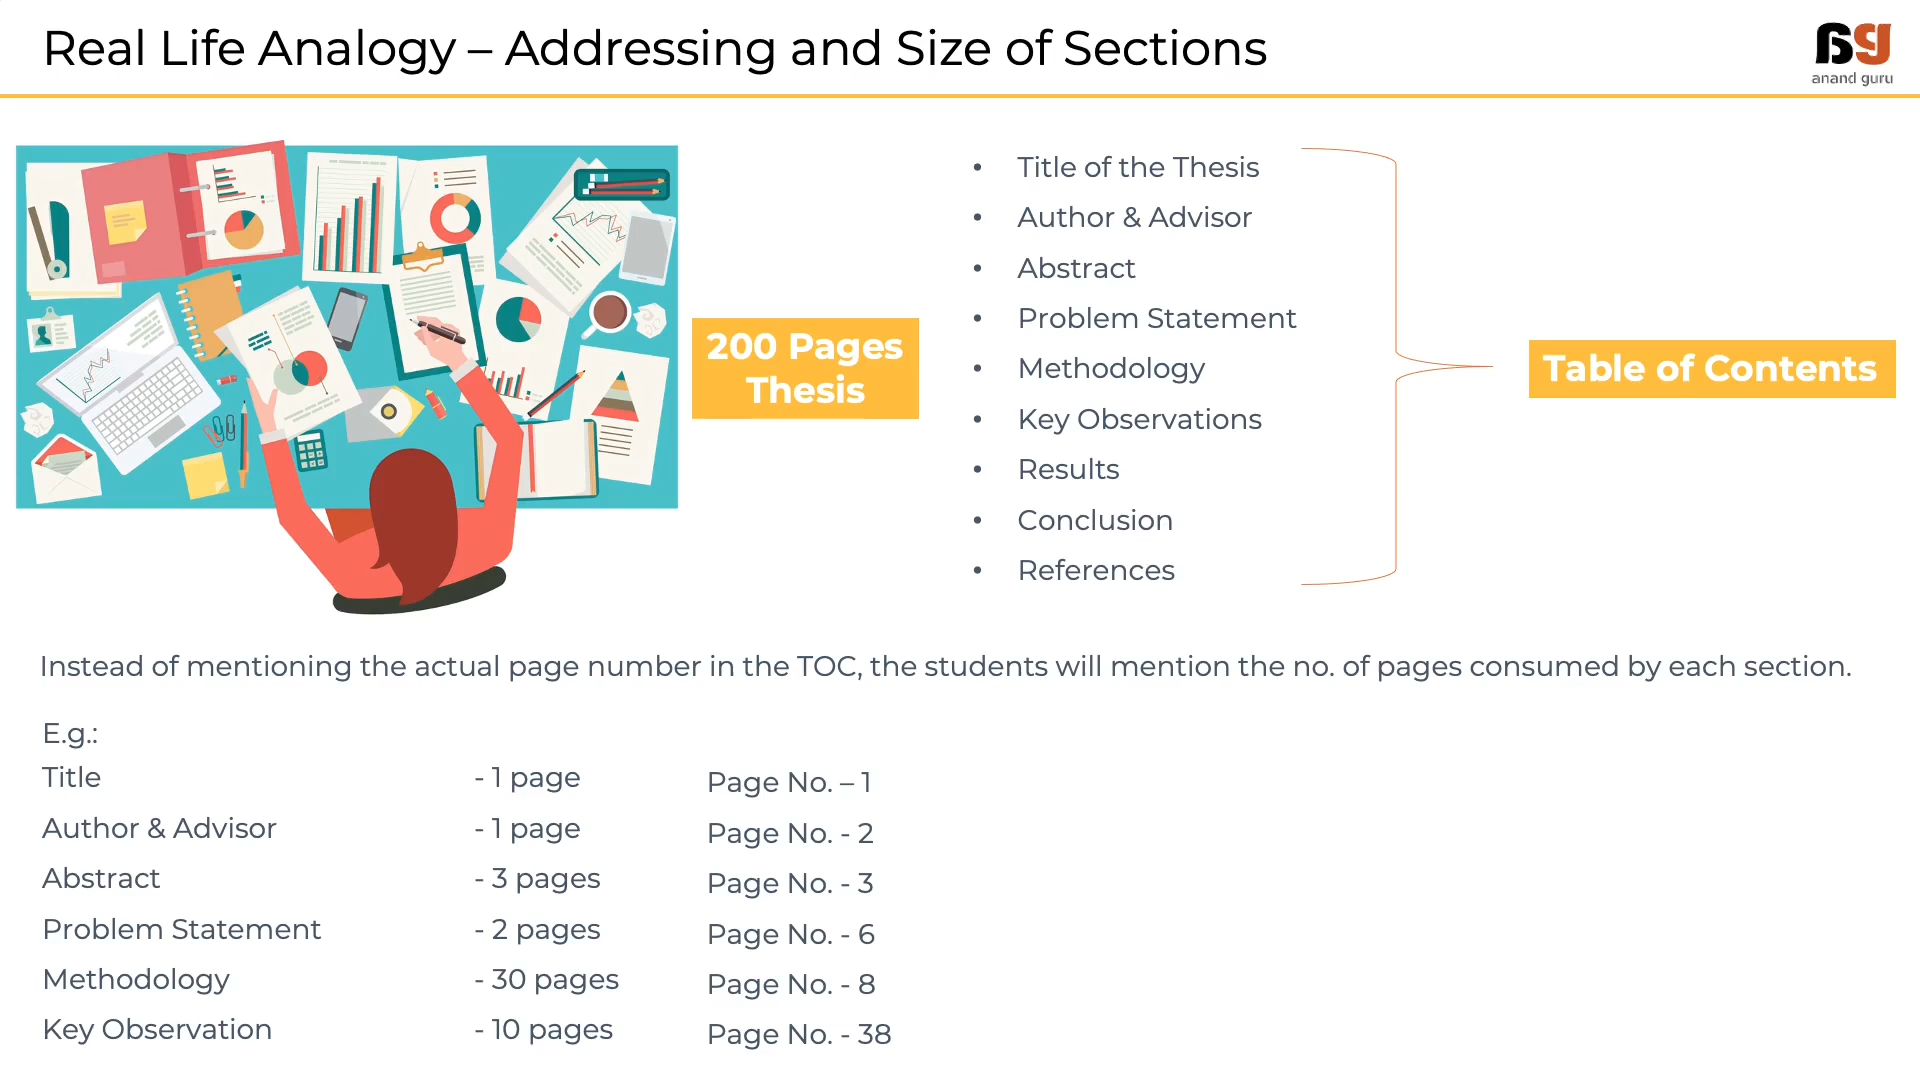 Real Life Analogy – Addressing and Size of Sections
anand guru
200 Pages
Thesis
• Title of the Thesis
• Author & Advisor
• Abstract
• Problem Statement
• Methodology
• Key Observations
• Results
• Conclusion
• References
Table of Contents
Instead of mentioning the actual page number in the TOC, the students will mention the no. of pages consumed by each section.
E.g.:
Title - 1 page Page No. – 1
Author & Advisor - 1 page Page No. - 2
Abstract - 3 pages Page No. - 3
Problem Statement - 2 pages Page No. - 6
Methodology - 30 pages Page No. - 8
Key Observation - 10 pages Page No. - 38